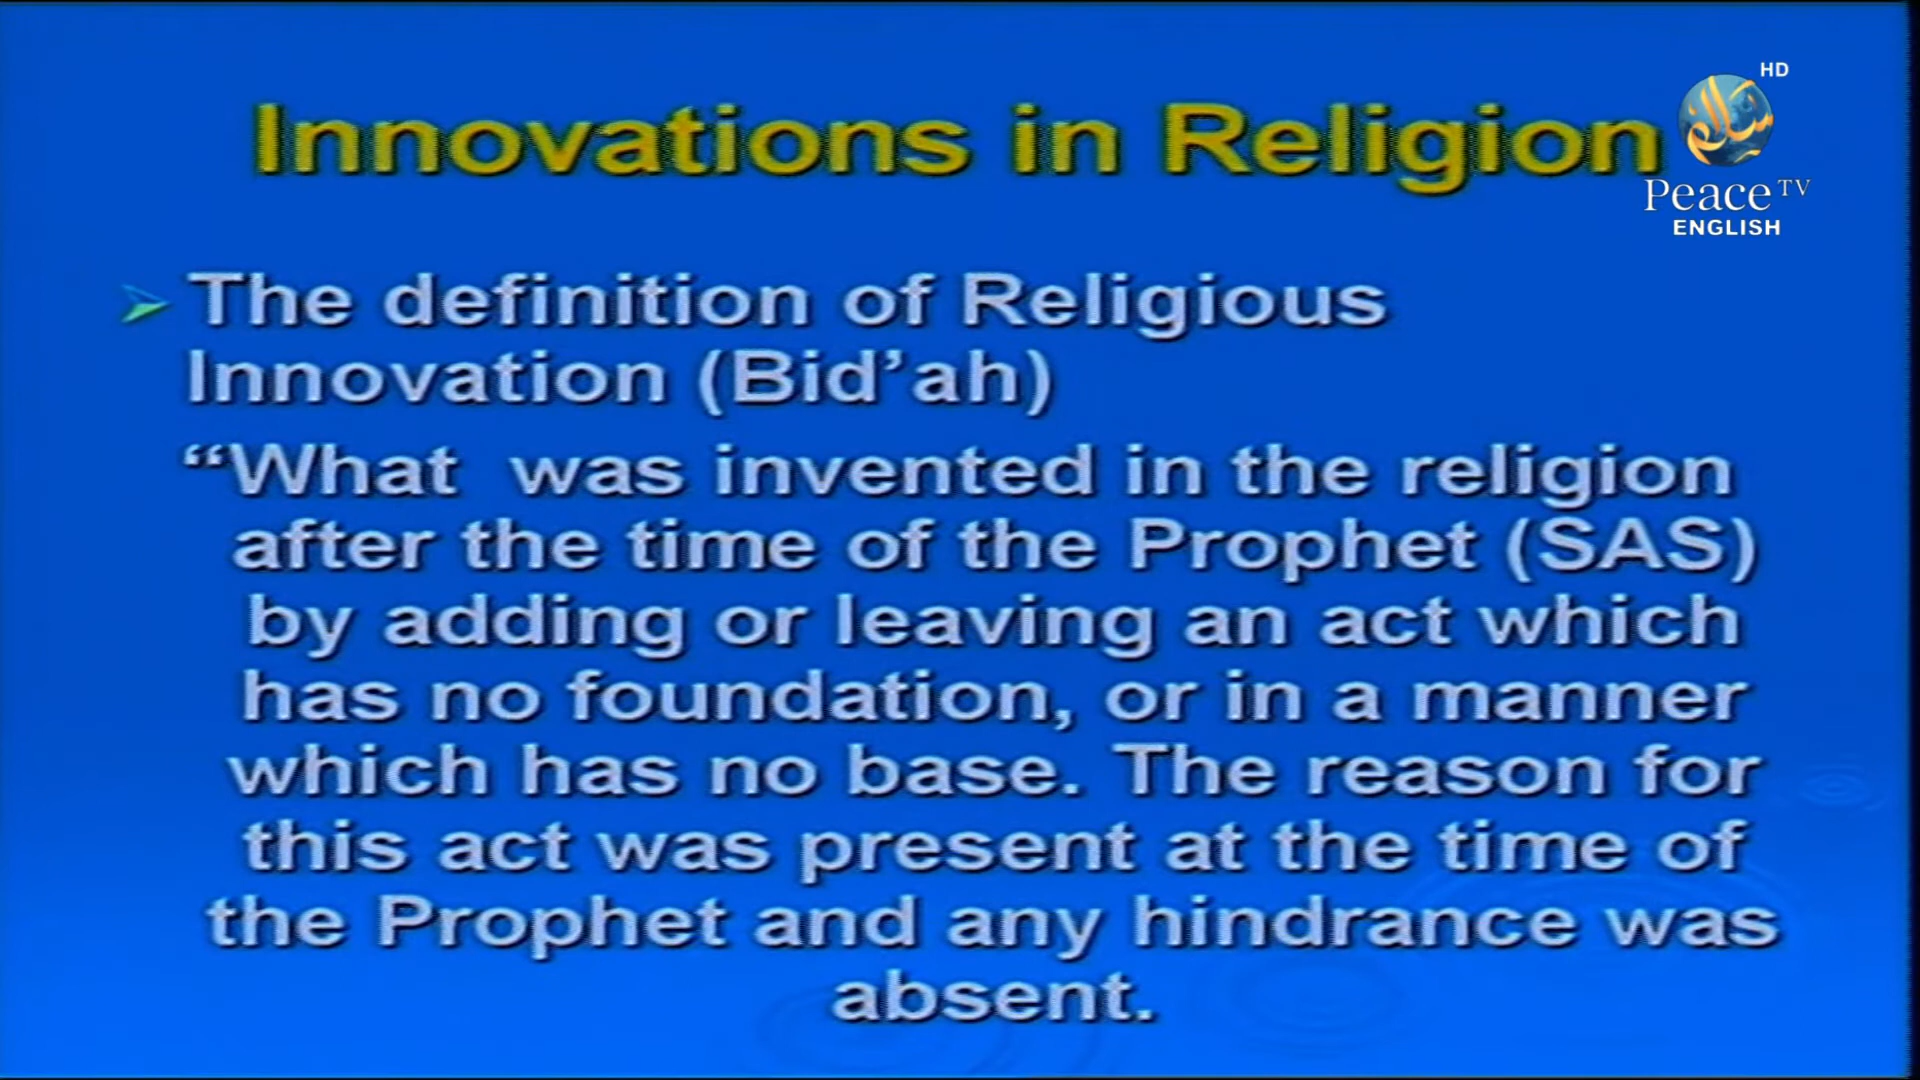 HD
Innovations in Religion
سلام
Peace TV
ENGLISH
The definition of Religious
Innovation (Bid’ah)
“What was invented in the religion
after the time of the Prophet (SAS)
by adding or leaving an act which
has no foundation, or in a manner
which has no base. The reason for
this act was present at the time of
the Prophet and any hindrance was
absent.